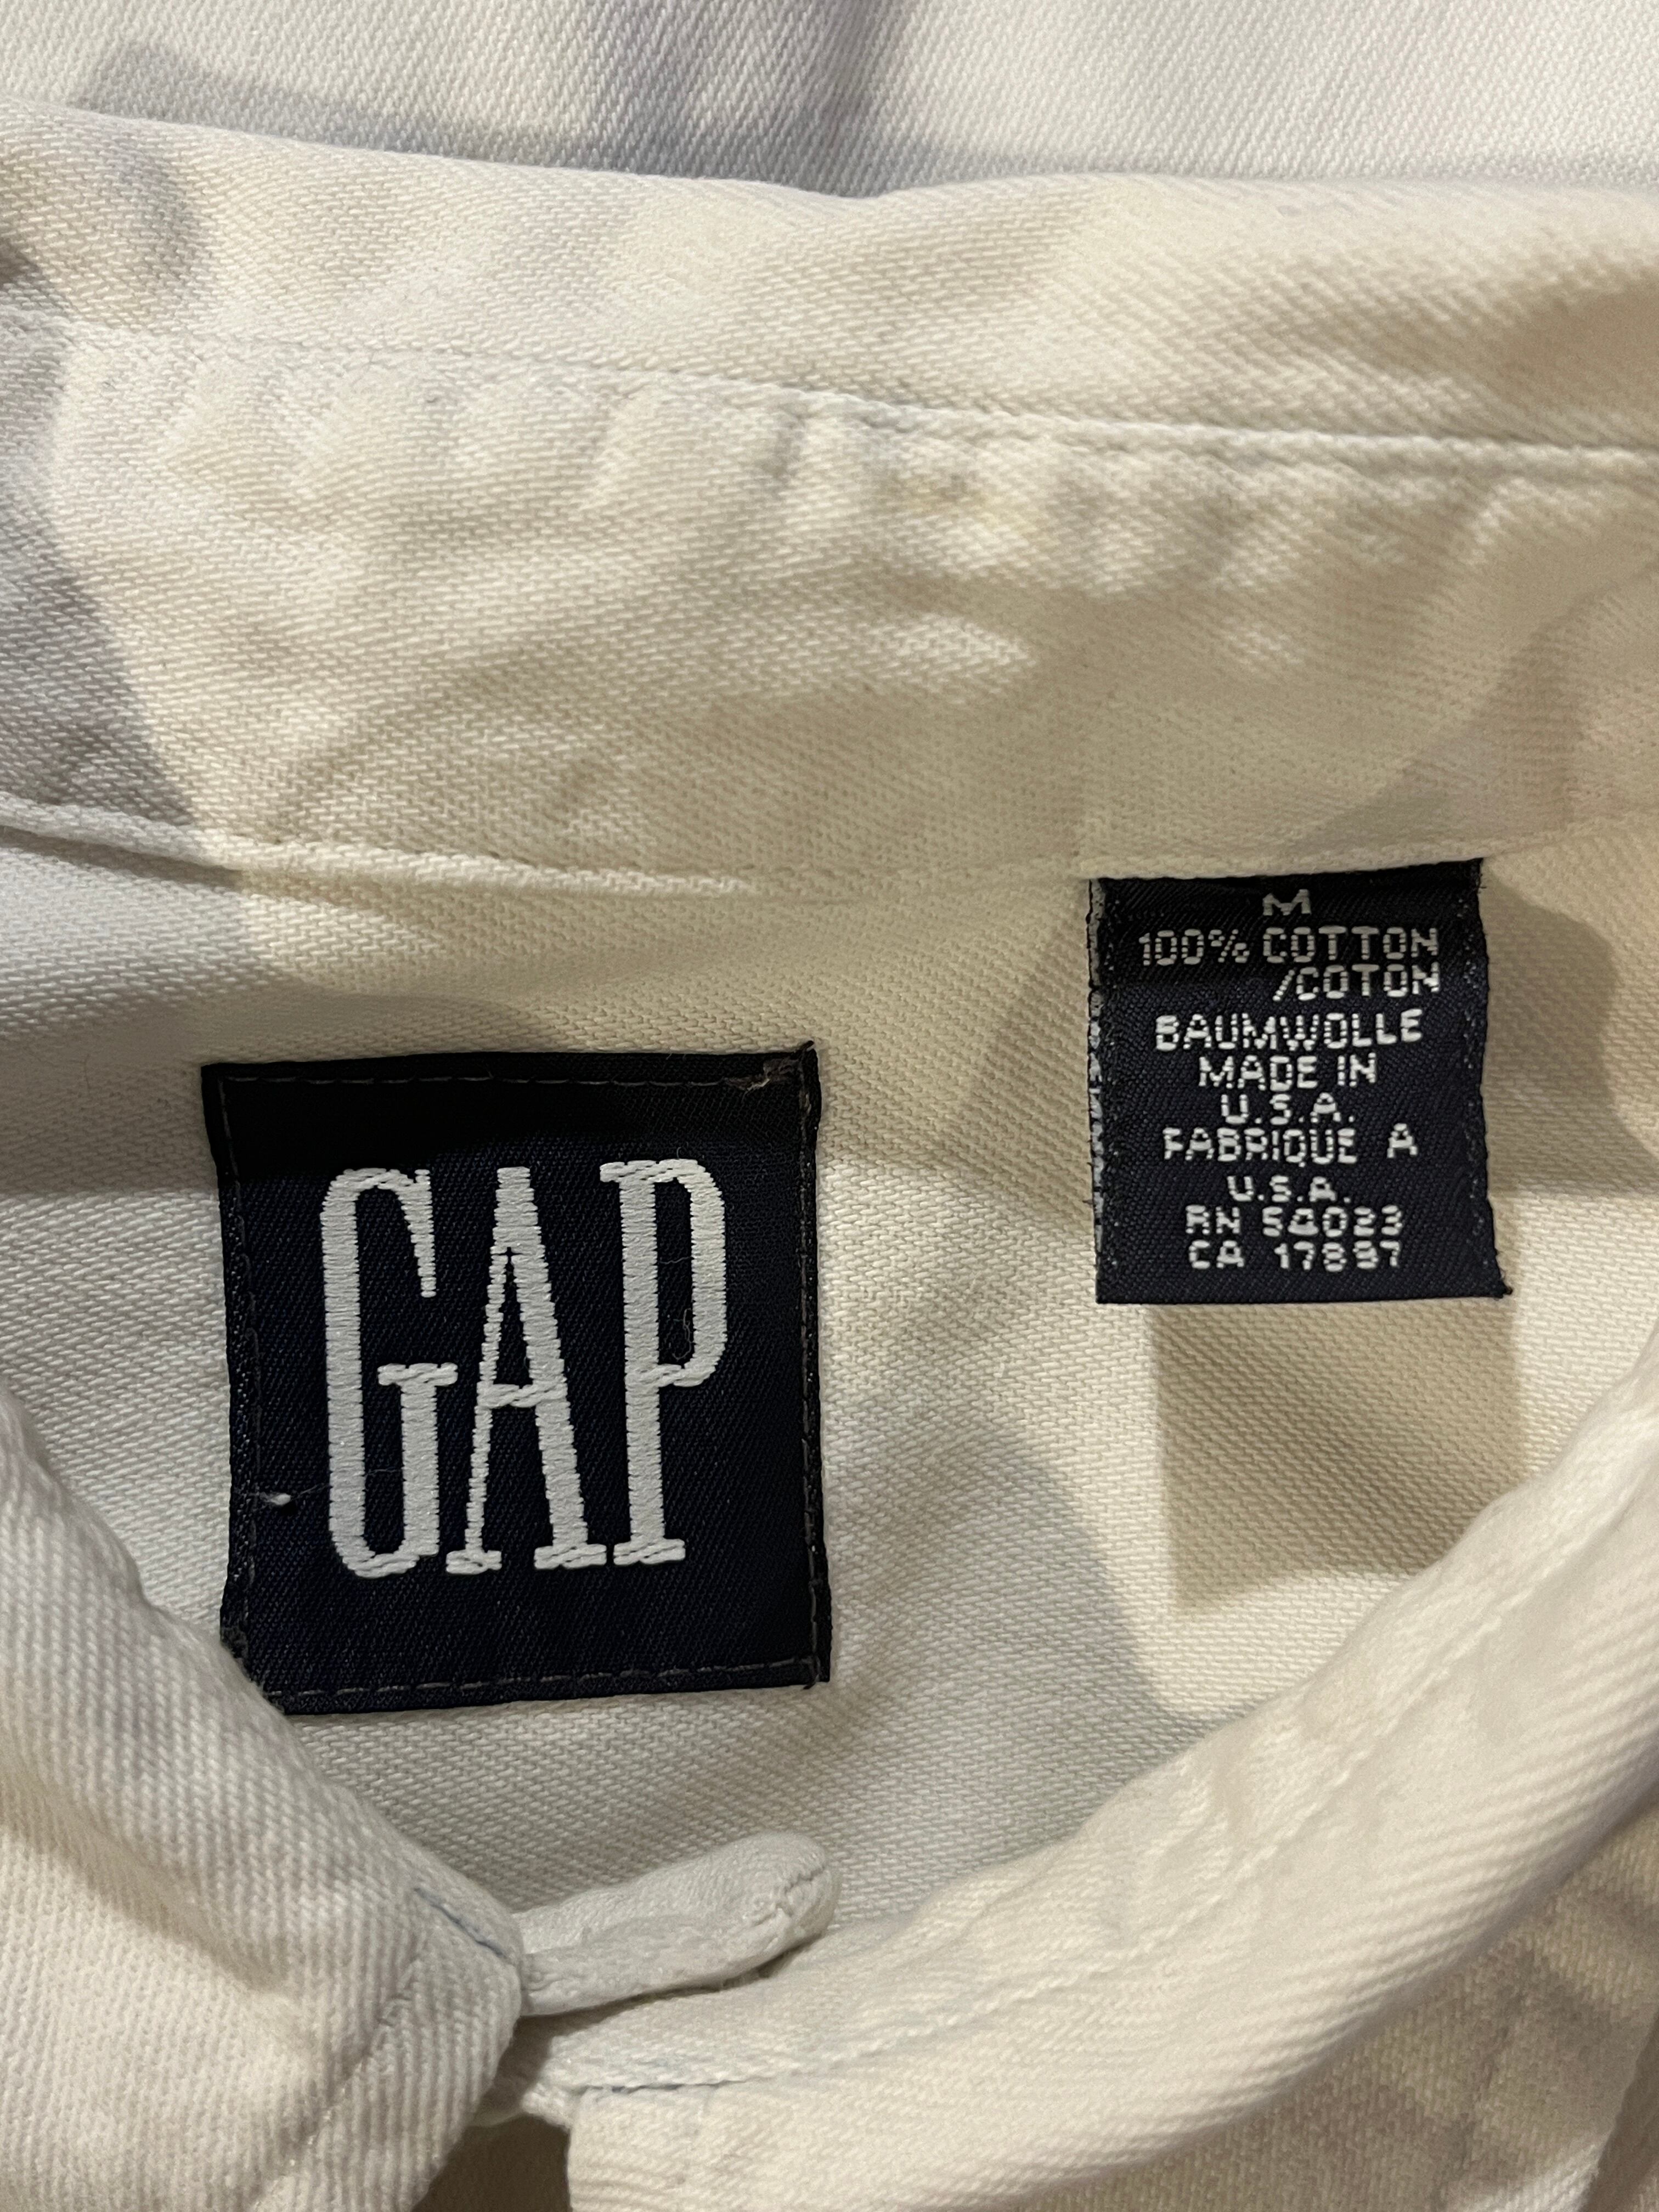 GAP
M
100% COTTON
/COTON
BAUMWOLLE
MADE IN
U.S.A.
FABRIQUE A
U.S.A.
RN 54023
CA 17897